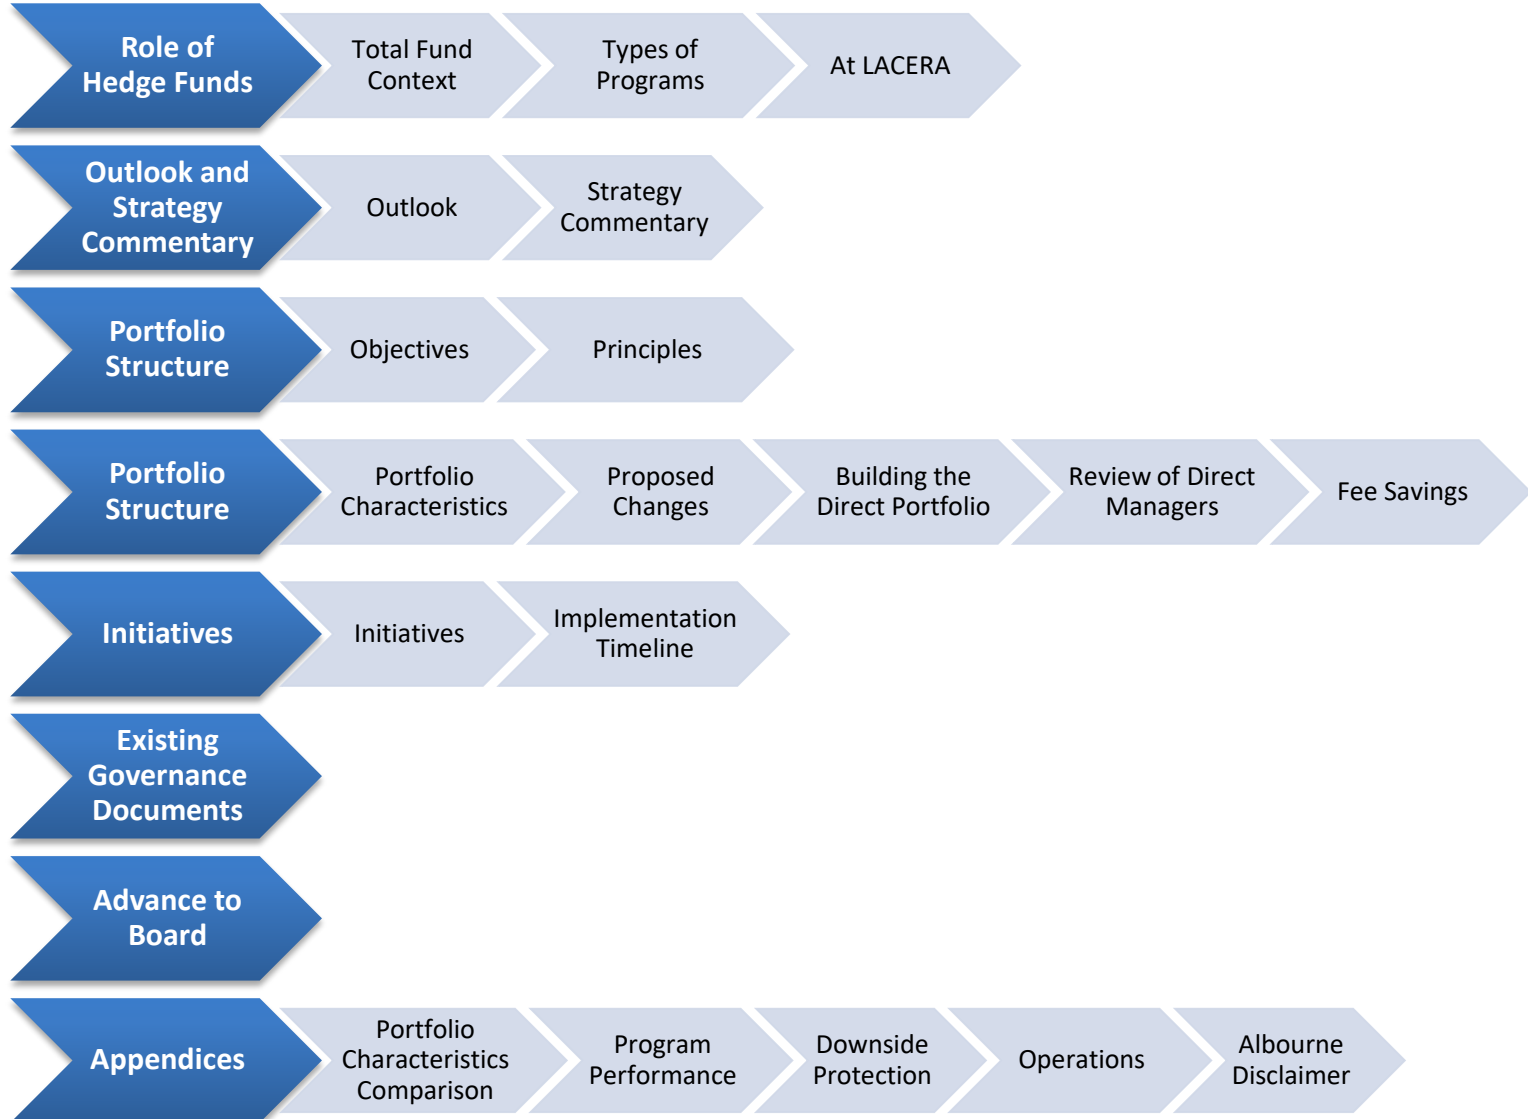 Role of
Hedge Funds
Total Fund
Context
Types of
Programs
At LACERA
Outlook and
Strategy
Commentary
Outlook
Strategy
Commentary
Portfolio
Structure
Objectives
Principles
Portfolio
Structure
Portfolio
Characteristics
Proposed
Changes
Building the
Direct Portfolio
Review of Direct
Managers
Fee Savings
Initiatives
Initiatives
Implementation
Timeline
Existing
Governance
Documents
Advance to
Board
Appendices
Portfolio
Characteristics
Comparison
Program
Performance
Downside
Protection
Operations
Albourne
Disclaimer